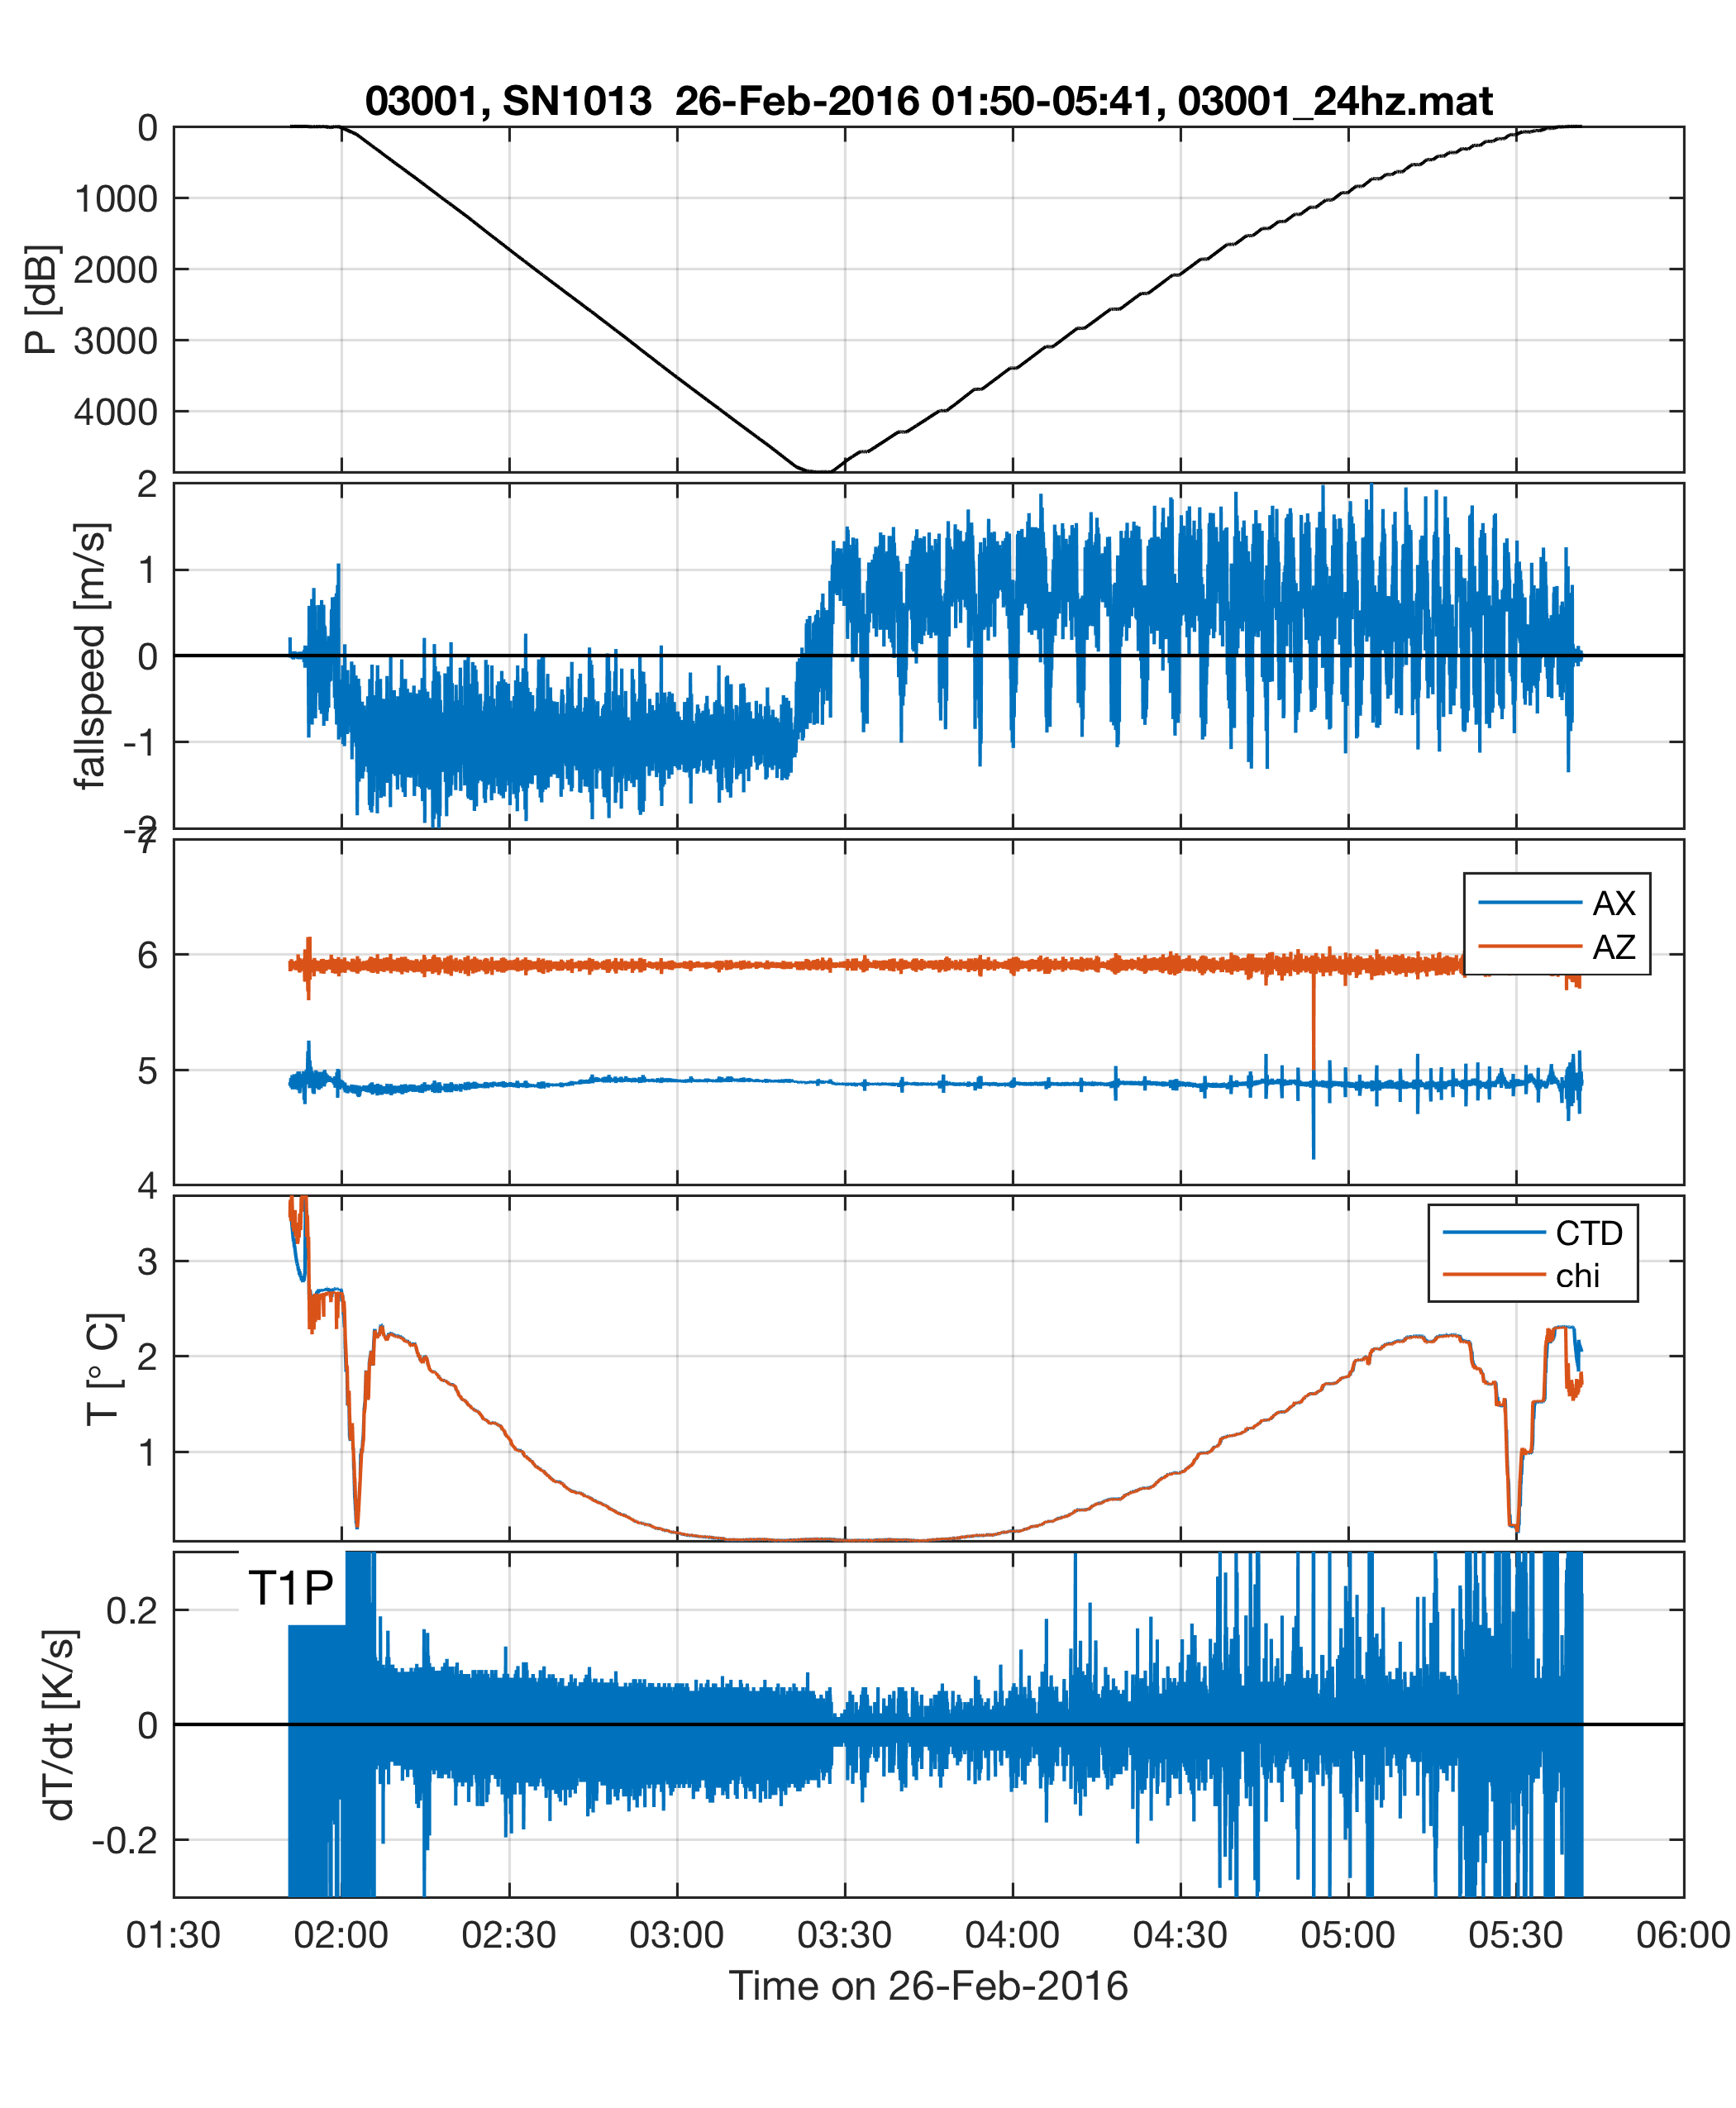 03001, SN1013  26-Feb-2016 01:50-05:41, 03001_24hz.mat
P [dB]
0
1000
2000
3000
4000
fallspeed [m/s]
2
1
0
-1
-2
7
6
5
4
AX
AZ
T [° C]
3
2
1
CTD
chi
dT/dt [K/s]
T1P
0.2
0
-0.2
01:30 02:00 02:30 03:00 03:30 04:00 04:30 05:00 05:30 06:00
Time on 26-Feb-2016